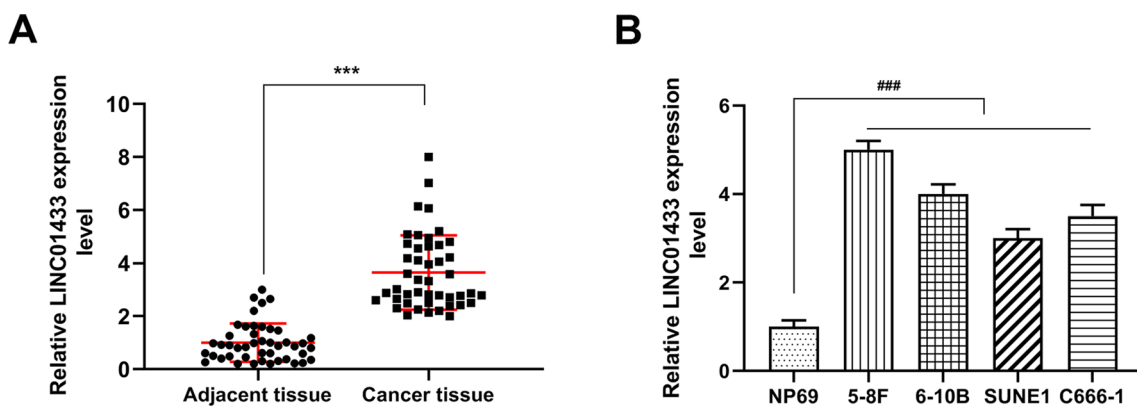 A
Relative LINC01433 expression
level
***
10
8
6
4
2
0
Adjacent tissue
Cancer tissue
B
Relative LINC01433 expression
level
###
6
4
2
0
NP69
5-8F
6-10B
SUNE1
C666-1